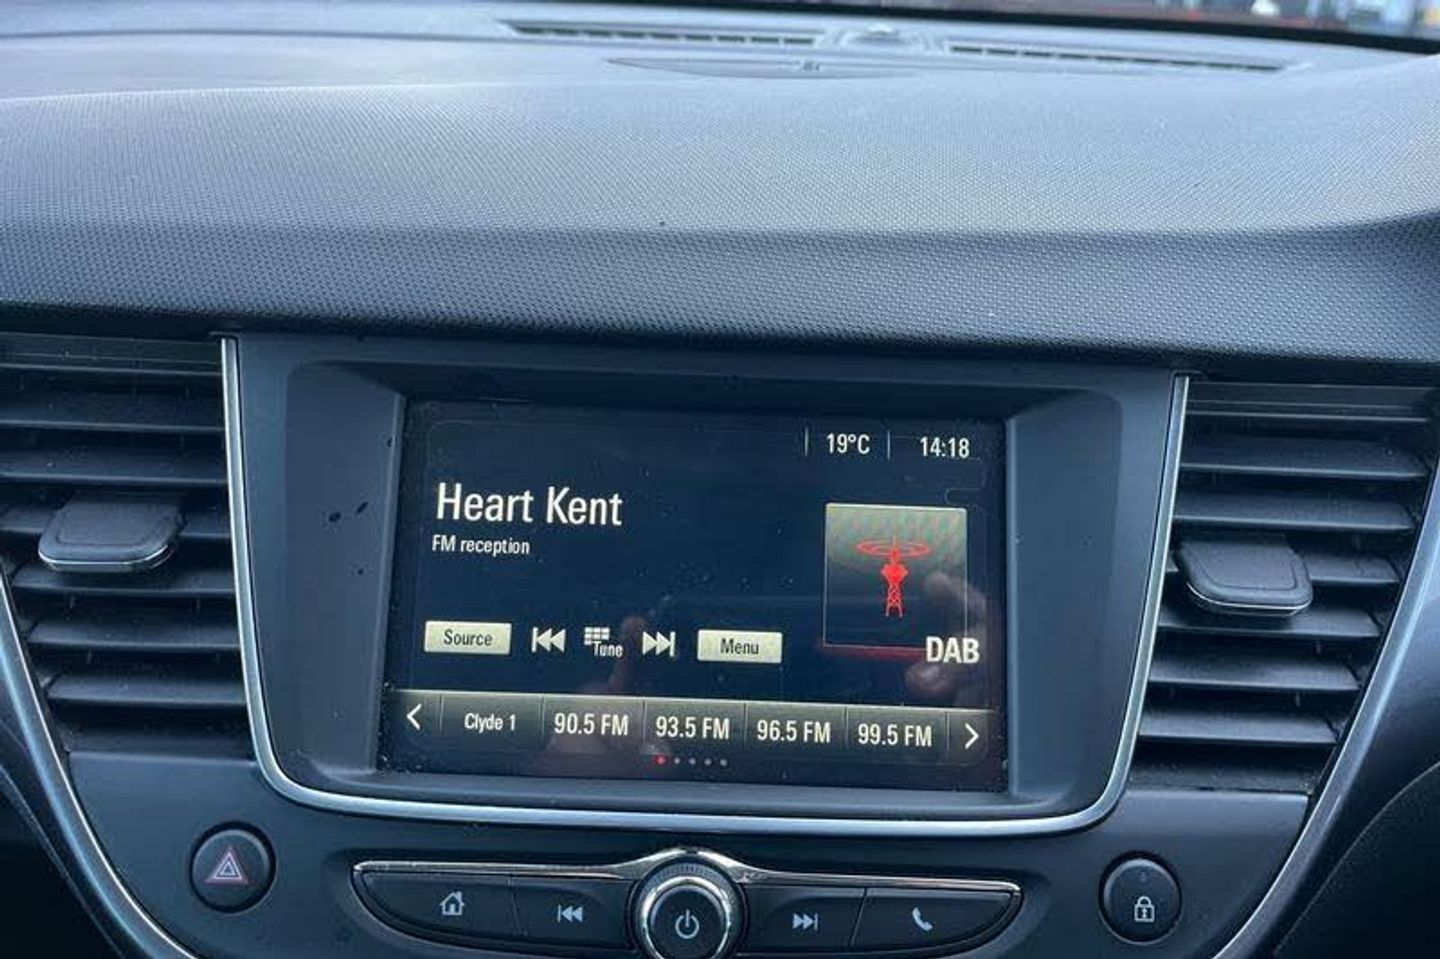 19°C 14:18
Heart Kent
FM reception
DAB
Source Tune Menu
Clyde 1 90.5 FM 93.5 FM 96.5 FM 99.5 FM